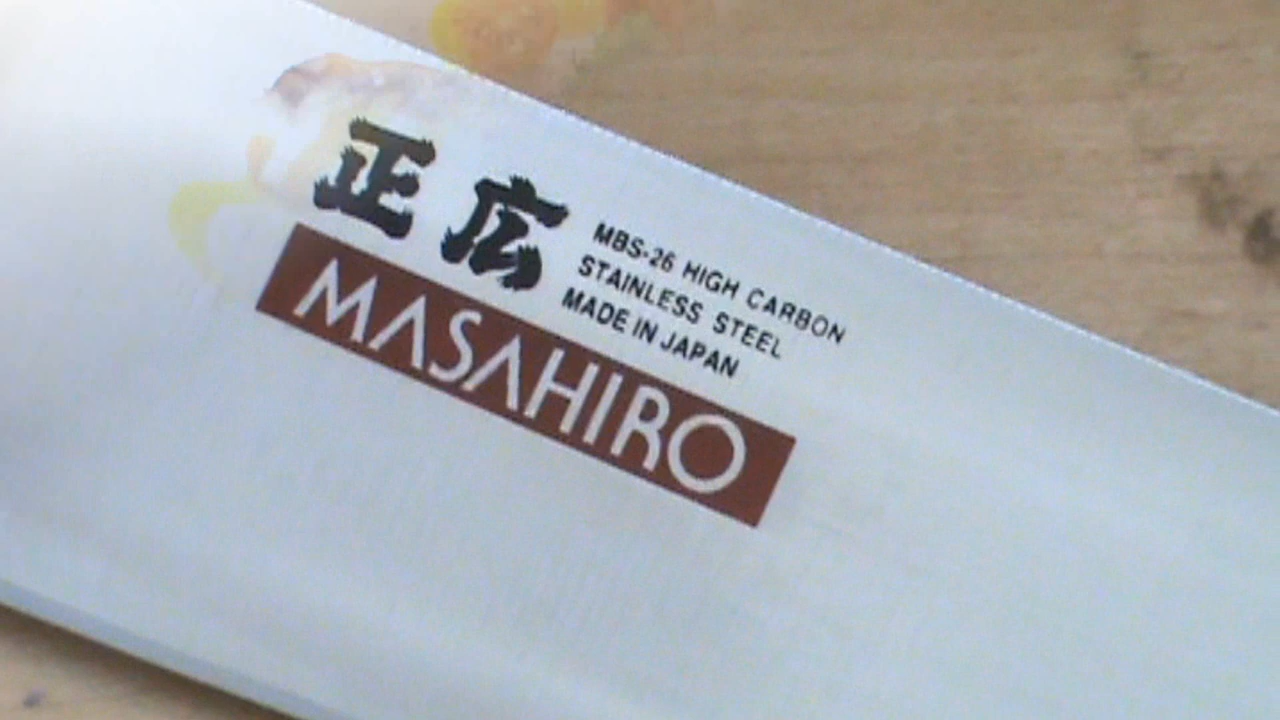 正広
MBS-26 HIGH CARBON
STAINLESS STEEL
MADE IN JAPAN
MASAHIRO